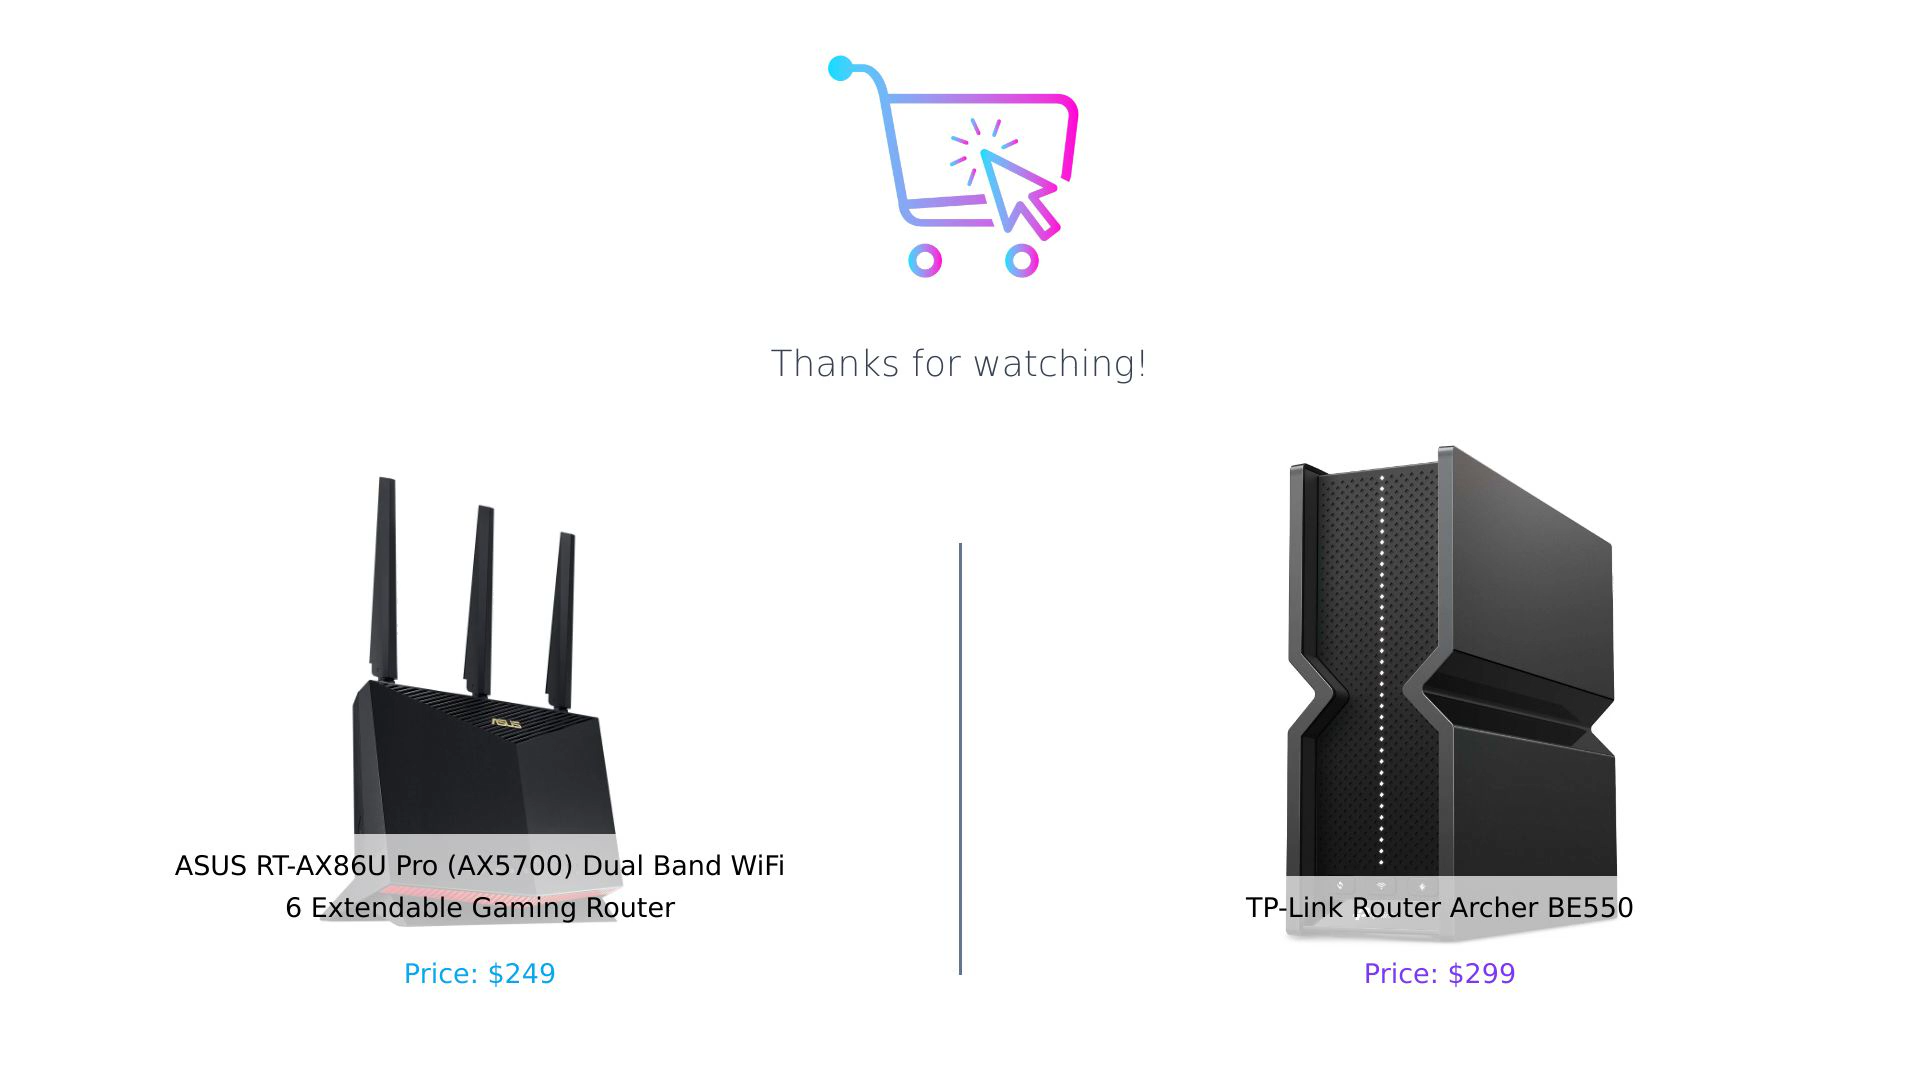 Thanks for watching!
ASUS
ASUS RT-AX86U Pro (AX5700) Dual Band WiFi
6 Extendable Gaming Router
Price: $249
TP-Link Router Archer BE550
Price: $299